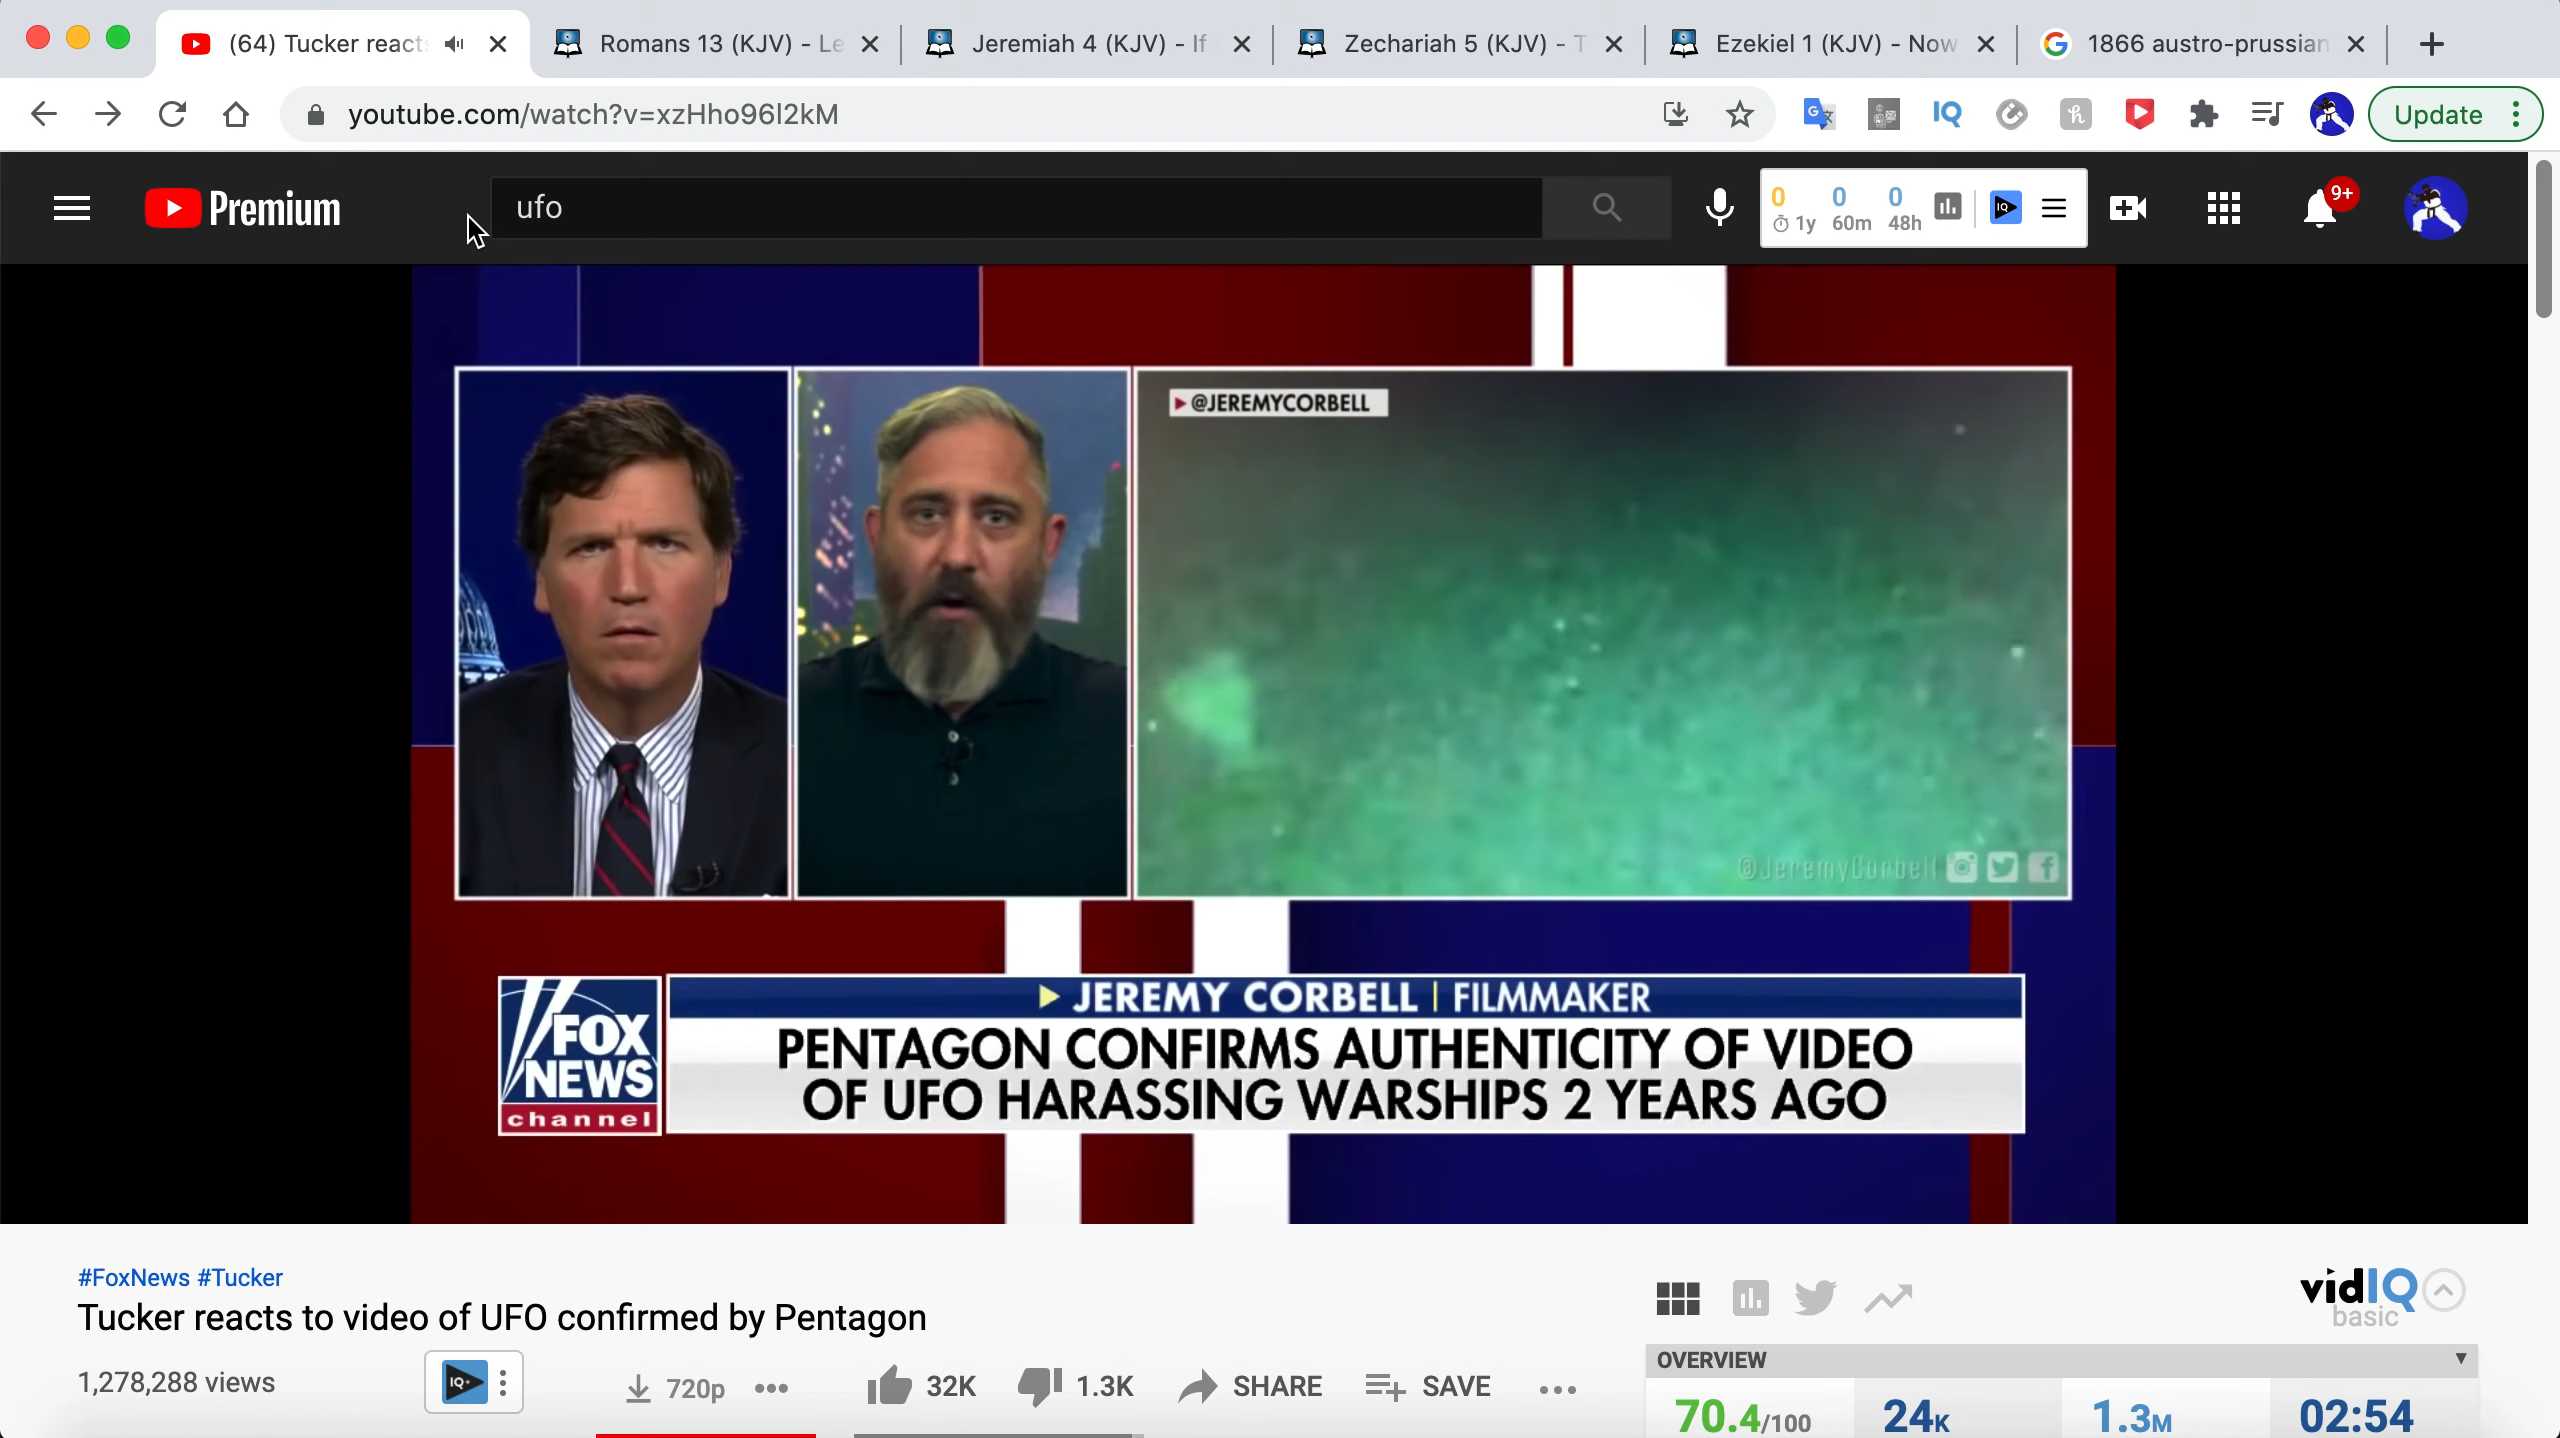 (64) Tucker react
Romans 13 (KJV) - Le
Jeremiah 4 (KJV) - If
Zechariah 5 (KJV) - T
Ezekiel 1 (KJV) - Now
1866 austro-prussian
youtube.com/watch?v=xzHho96I2kM
IQ
Update
Premium
ufo
0 0 0
1y 60m 48h
IQ
9+
@JEREMYCORBELL
@JeremyCorbell
JEREMY CORBELL | FILMMAKER
FOX
NEWS
channel
PENTAGON CONFIRMS AUTHENTICITY OF VIDEO
OF UFO HARASSING WARSHIPS 2 YEARS AGO
#FoxNews #Tucker
Tucker reacts to video of UFO confirmed by Pentagon
1,278,288 views
IQ+
720p
32K
1.3K
SHARE
SAVE
vidIQ
basic
OVERVIEW
70.4/100
24K
1.3M
02:54